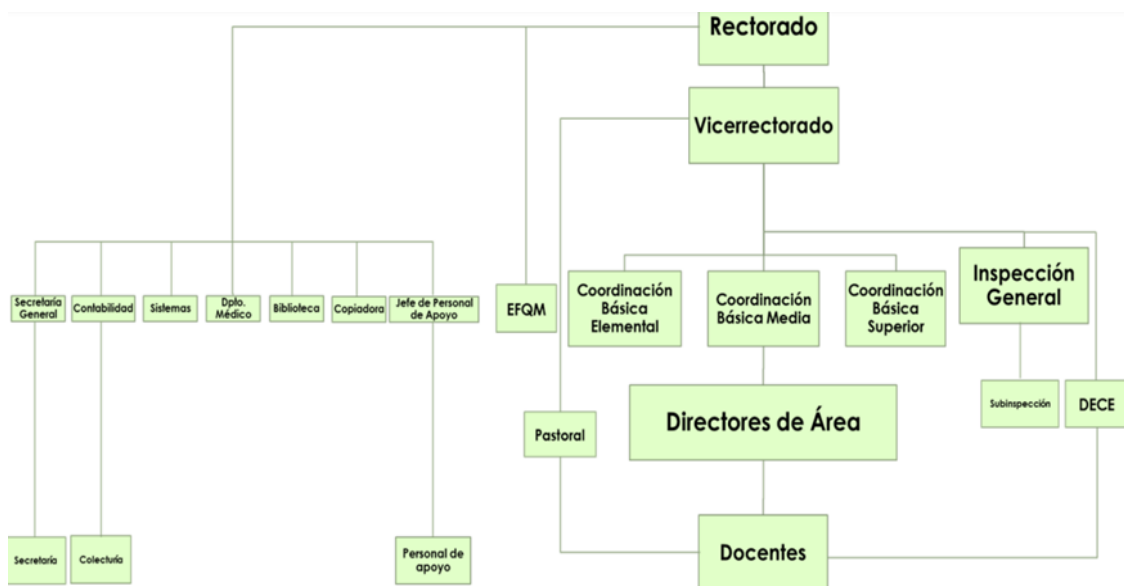 Rectorado
Vicerrectorado
Secretaría
General
Contabilidad
Sistemas
Dpto.
Médico
Biblioteca
Copiadora
Jefe de Personal
de Apoyo
EFQM
Coordinación
Básica
Elemental
Coordinación
Básica Media
Coordinación
Básica
Superior
Inspección
General
Pastoral
Directores de Área
Subinspección
DECE
Secretaría
Colecturía
Personal de
apoyo
Docentes